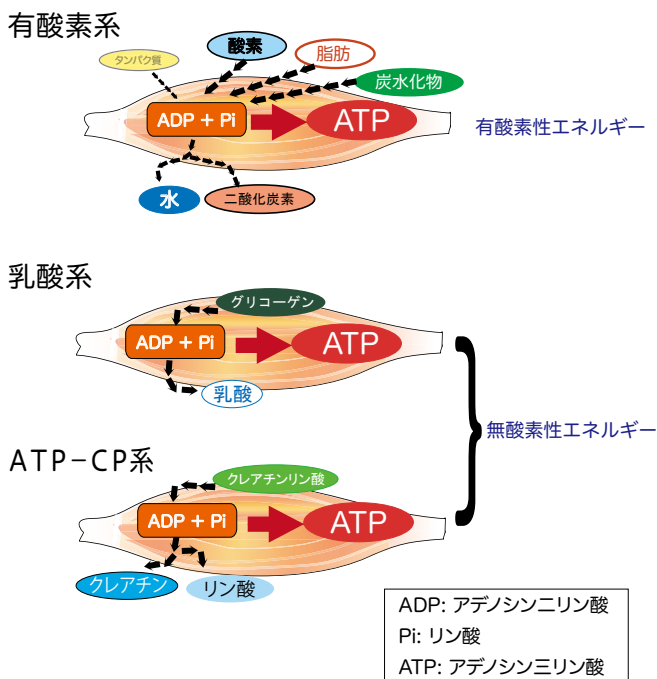 有酸素系
酸素
脂肪
タンパク質
炭水化物
ADP + Pi
ATP
有酸素性エネルギー
水
二酸化炭素
乳酸系
グリコーゲン
ADP + Pi
ATP
乳酸
無酸素性エネルギー
ATP−CP系
クレアチンリン酸
ADP + Pi
ATP
クレアチン
リン酸
ADP: アデノシン二リン酸
Pi: リン酸
ATP: アデノシン三リン酸